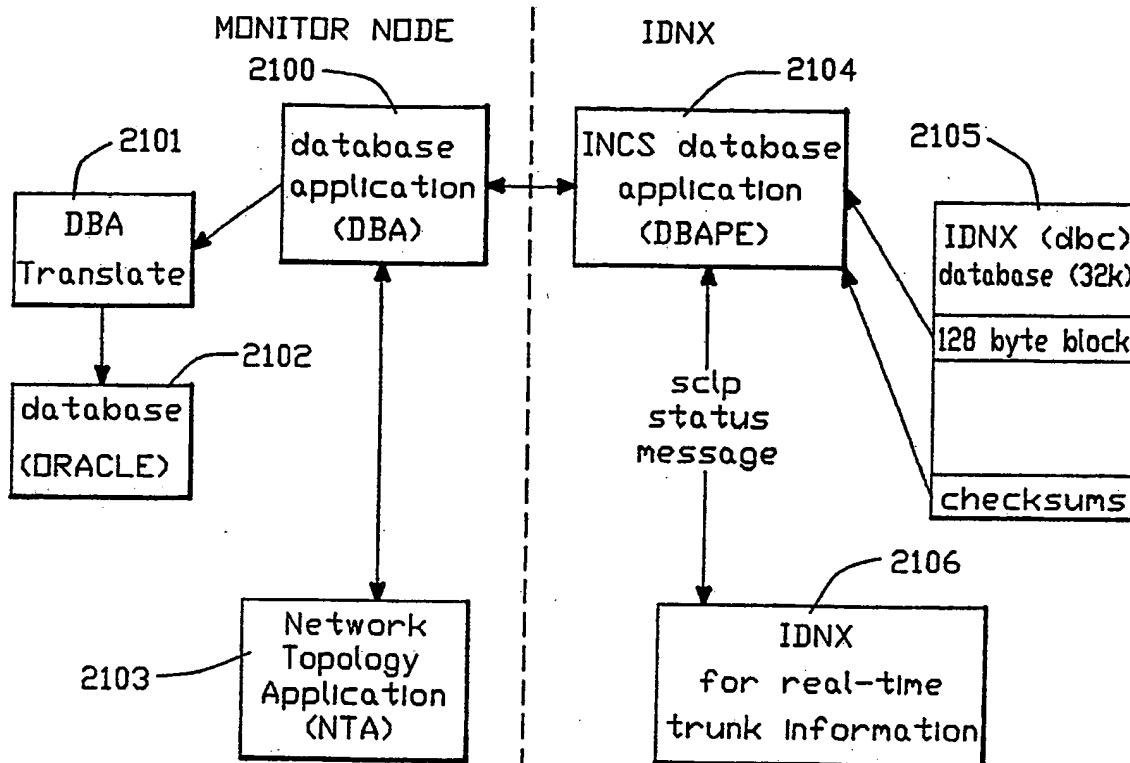 MONITOR NODE
IDNX
2100
2104
2101
2105
database
application
(DBA)
INCS database
application
(DBAPE)
DBA
Translate
IDNX (dbc)
database (32k)
128 byte block
checksums
2102
database
(ORACLE)
sclp
status
message
2106
2103
Network
Topology
Application
(NTA)
IDNX
for real-time
trunk information